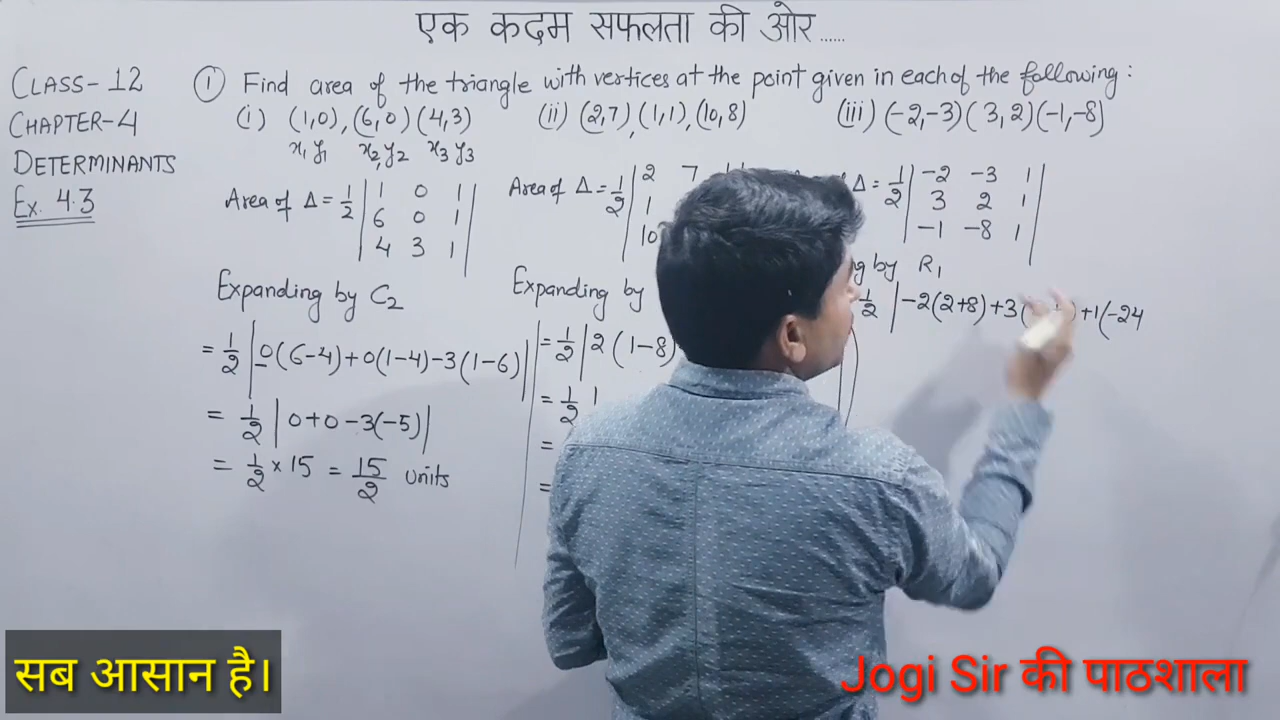 एक कदम सफलता की ओर......
CLASS-12
CHAPTER-4
DETERMINANTS
Ex. 4.3
① Find area of the triangle with vertices at the point given in each of the following:
(i) (1,0), (6,0) (4,3)
x₁ y₁ x₂, y₂ x₃ y₃
Area of Δ = 1/2 | 1 0 1
6 0 1
4 3 1 |
Expanding by C₂
= 1/2 | 0(6-4)+0(1-4)-3(1-6) |
= 1/2 | 0+0-3(-5) |
= 1/2 × 15 = 15/2 units
(ii) (2,7), (1,1), (10,8)
Area of Δ = 1/2 | 2 7
1
10
Expanding by
= 1/2 | 2 (1-8)
= 1/2
=
=
(iii) (-2,-3) (3,2) (-1,-8)
Δ = 1/2 | -2 -3 1
3 2 1
-1 -8 1 |
by R₁
1/2 | -2(2+8)+3( )+1(-24
सब आसान है।
Jogi Sir की पाठशाला